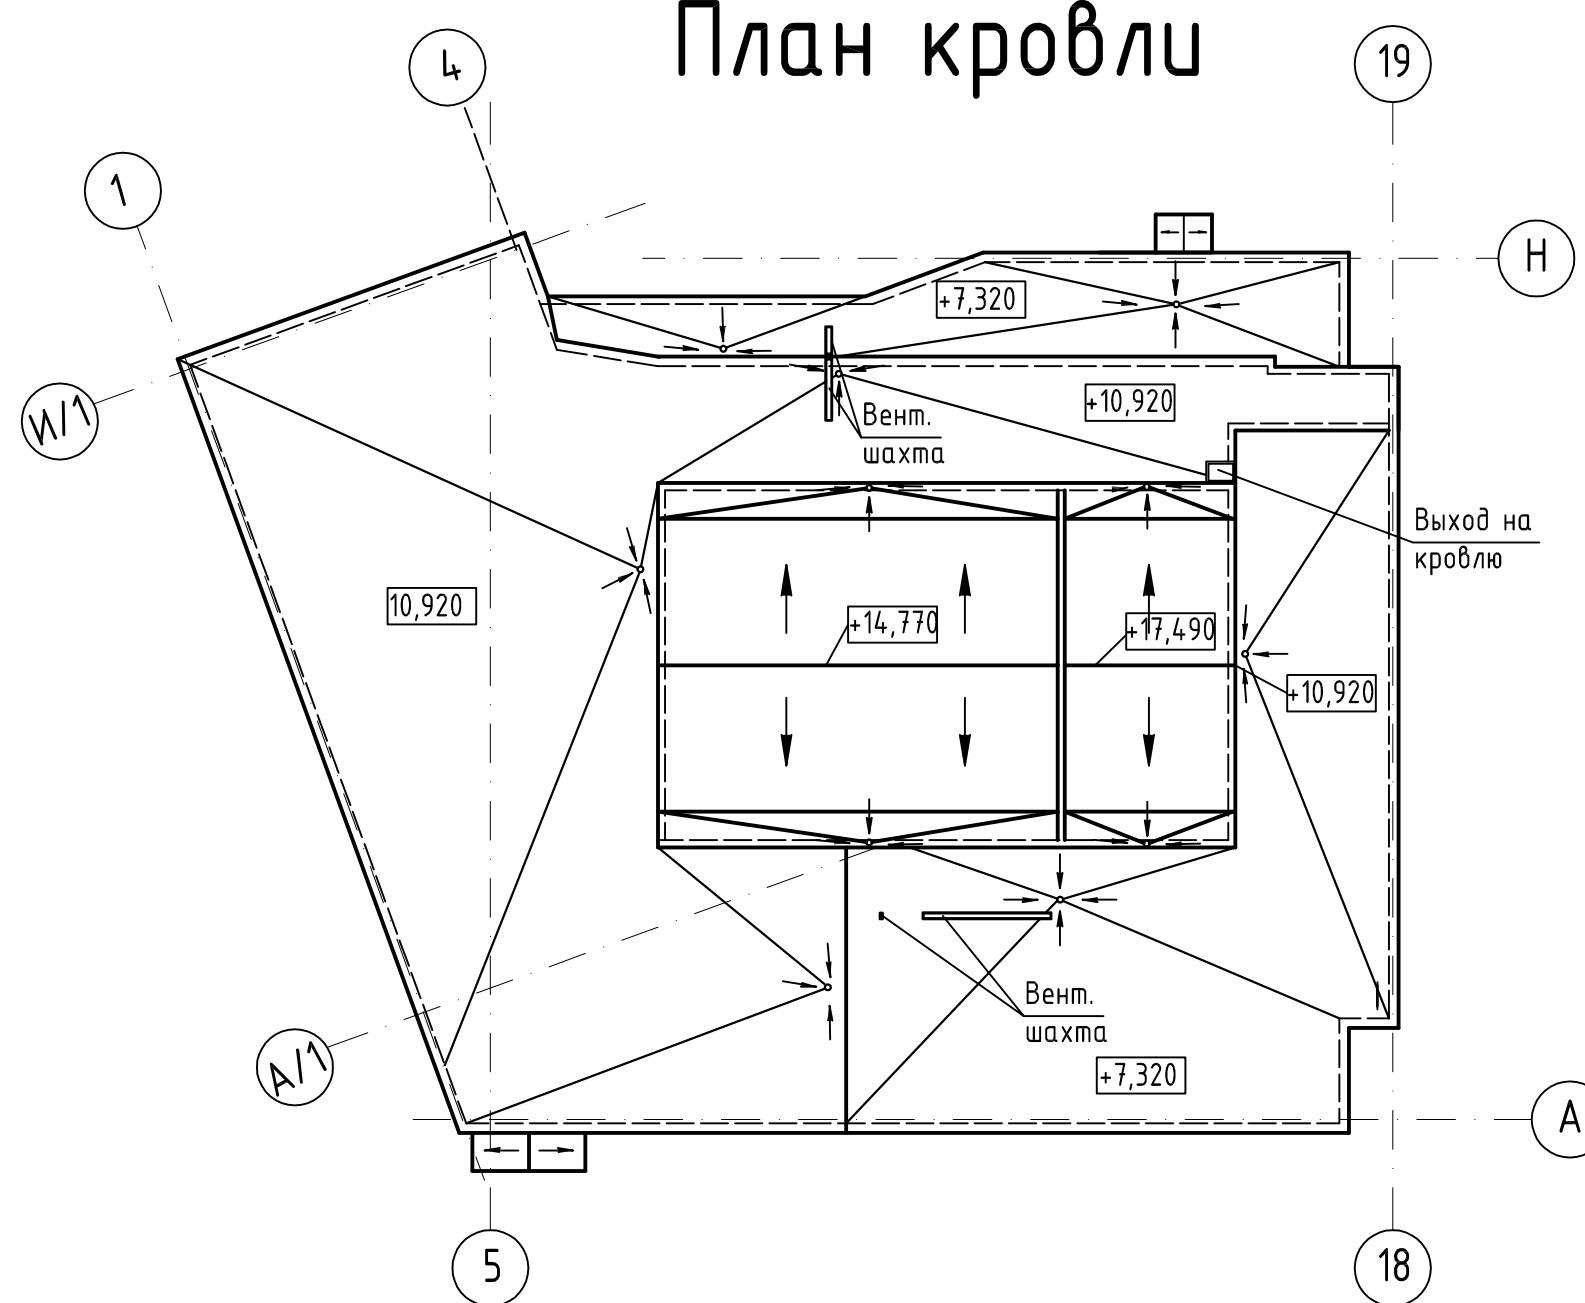 План кровли
4
19
1
Н
+7,320
+10,920
И/1
Вент.
шахта
Выход на
кровлю
10,920
+14,770
+17,490
+10,920
Вент.
шахта
А/1
+7,320
А
5
18